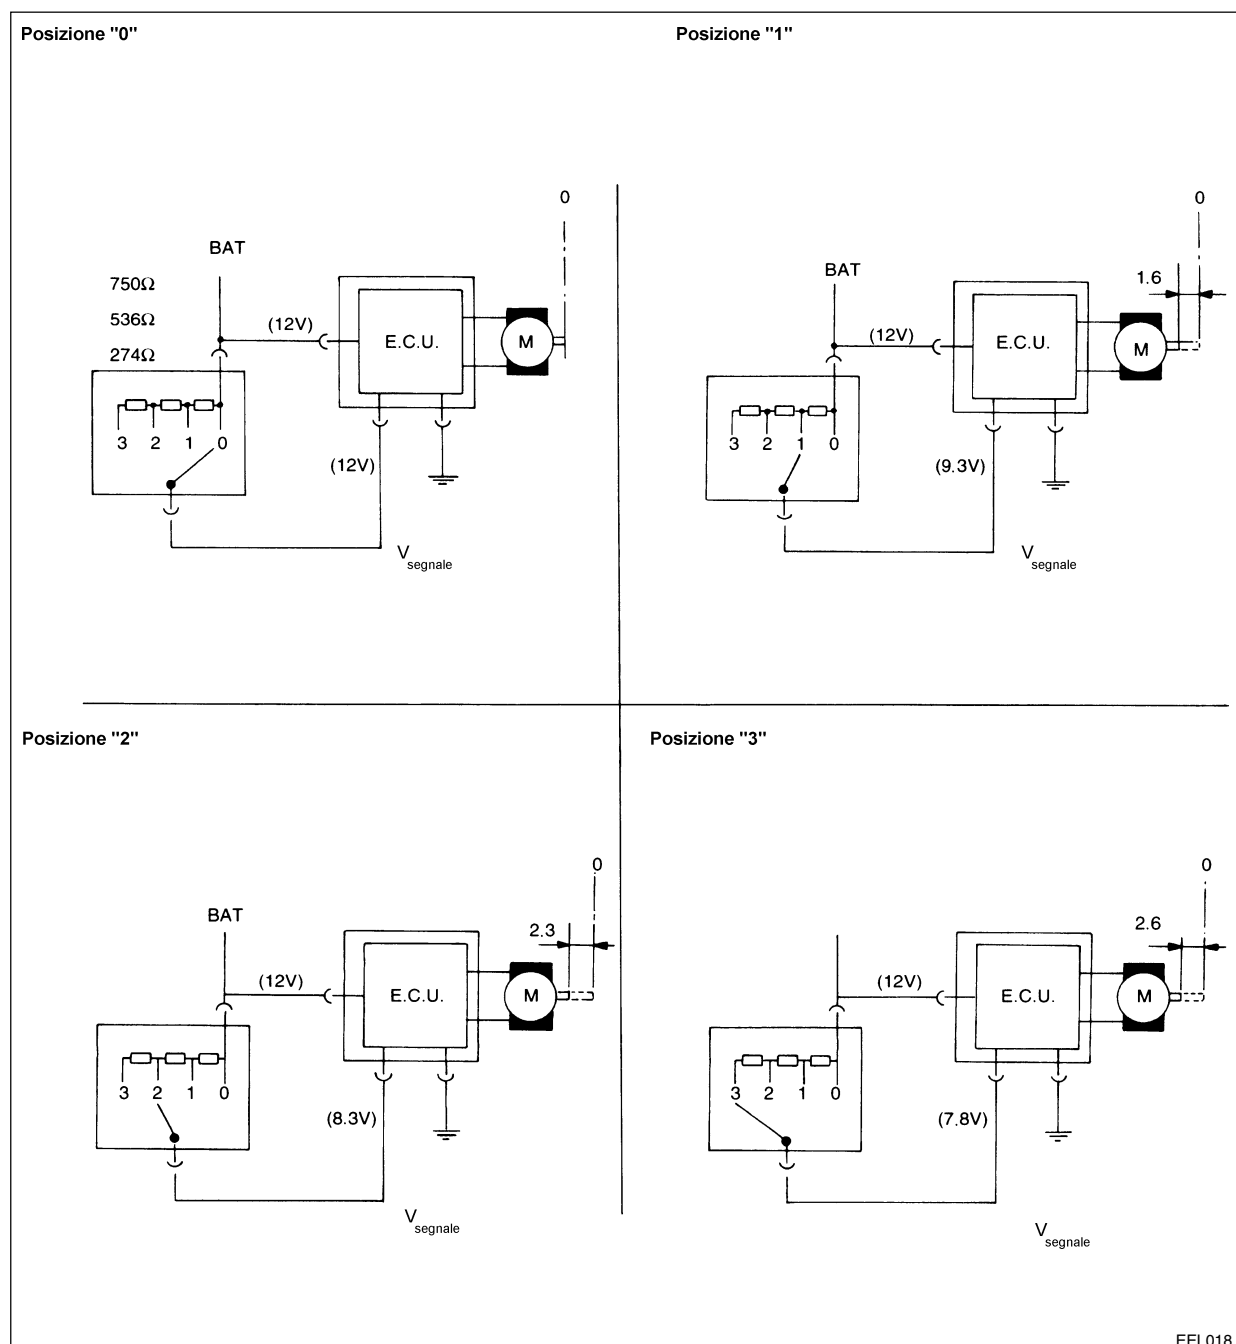 Posizione "0"
0
BAT
750Ω
536Ω
274Ω
(12V)
E.C.U.
M
3 2 1 0
(12V)
V segnale
Posizione "1"
0
BAT
1.6
(12V)
E.C.U.
M
3 2 1 0
(9.3V)
V segnale
Posizione "2"
0
BAT
2.3
(12V)
E.C.U.
M
3 2 1 0
(8.3V)
V segnale
Posizione "3"
0
2.6
(12V)
E.C.U.
M
3 2 1 0
(7.8V)
V segnale
EEL018